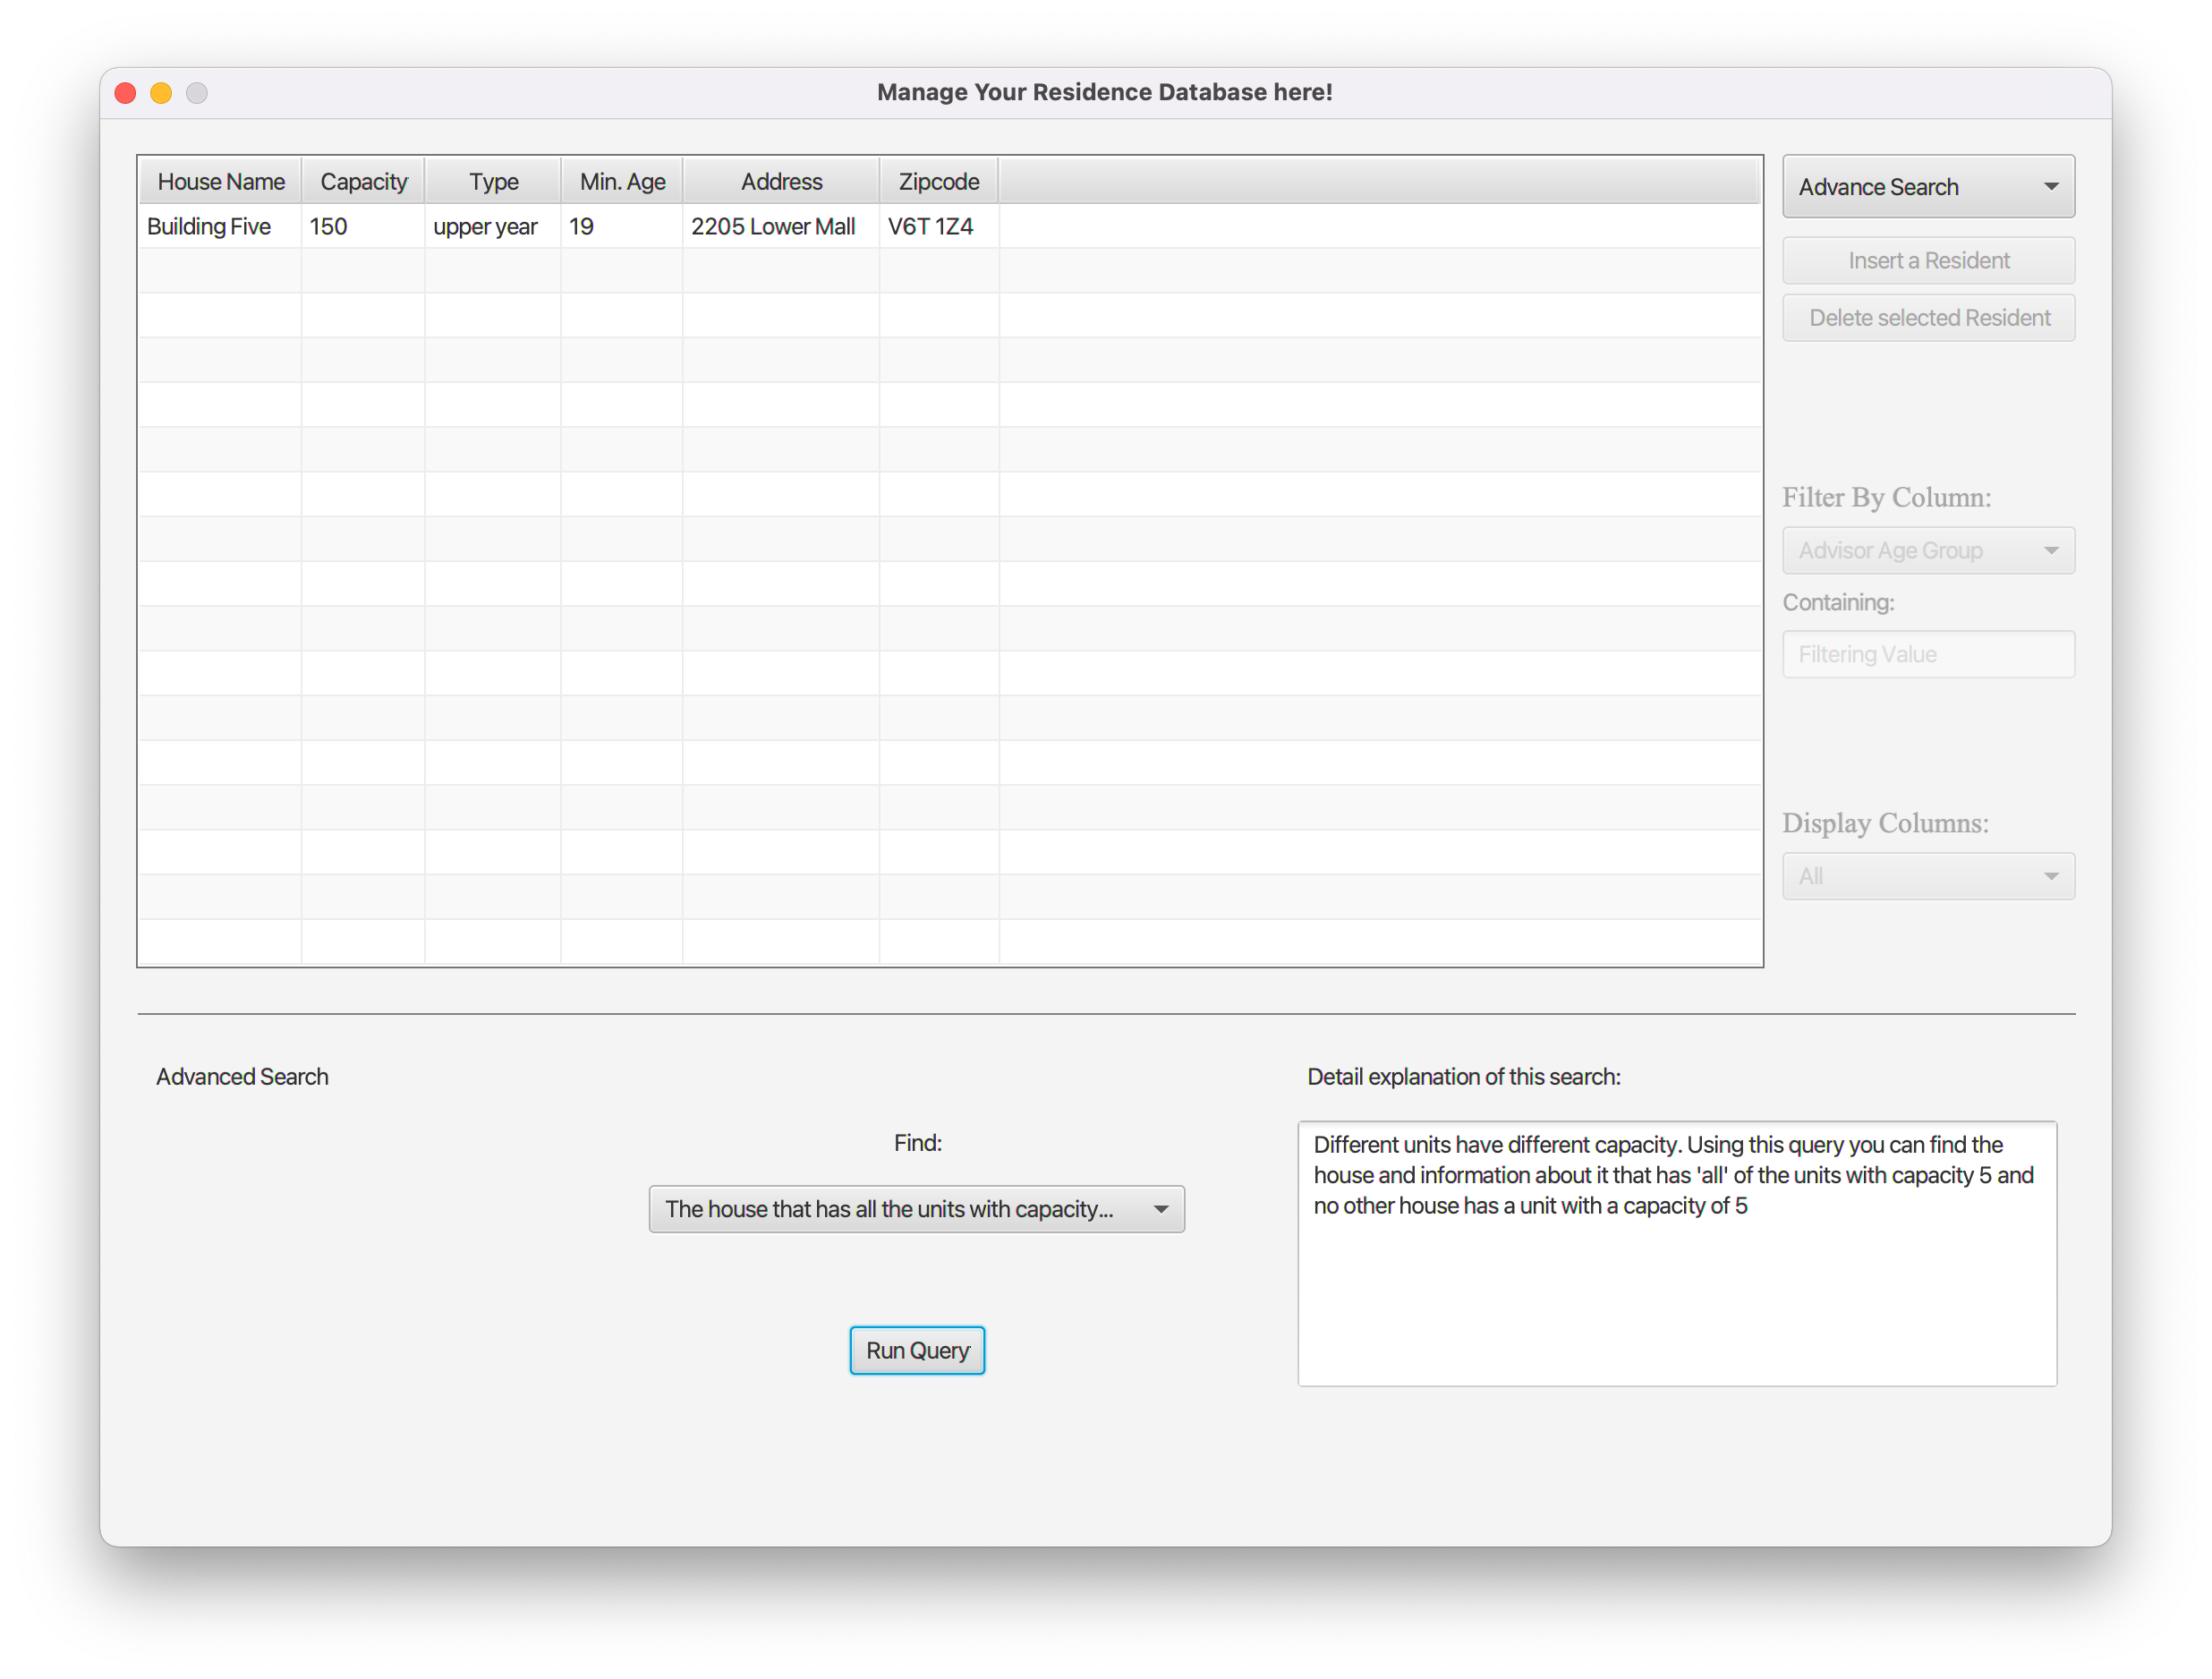 Manage Your Residence Database here!
House Name Capacity Type Min. Age Address Zipcode
Building Five 150 upper year 19 2205 Lower Mall V6T 1Z4
Advance Search
Insert a Resident
Delete selected Resident
Filter By Column:
Advisor Age Group
Containing:
Filtering Value
Display Columns:
All
Advanced Search
Find:
The house that has all the units with capacity...
Run Query
Detail explanation of this search:
Different units have different capacity. Using this query you can find the
house and information about it that has 'all' of the units with capacity 5 and
no other house has a unit with a capacity of 5